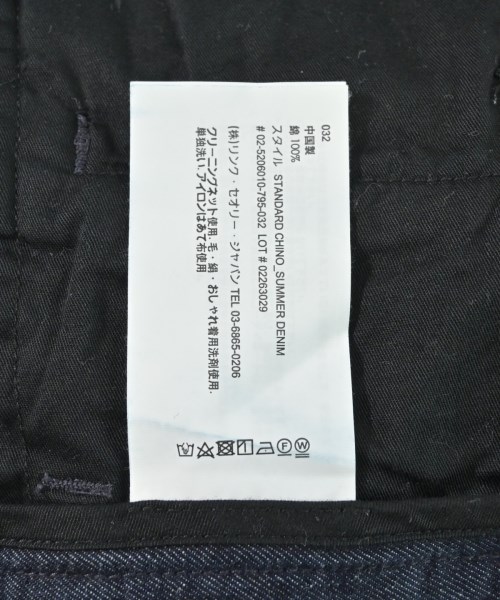 032
中国製
綿 100%
スタイル STANDARD CHINO_SUMMER DENIM
# 02-5206010-795-032 LOT # 02263029
(株)リンク・セオリー・ジャパン TEL 03-6865-0206
クリーニングネット使用. 毛・絹・おしゃれ着用洗剤使用.
単独洗い. アイロンはあて布使用